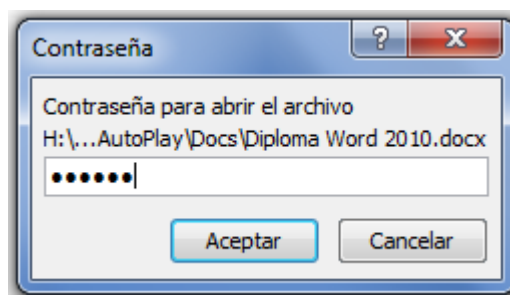 Contraseña
Contraseña para abrir el archivo
H:\...AutoPlay\Docs\Diploma Word 2010.docx
••••••
Aceptar
Cancelar